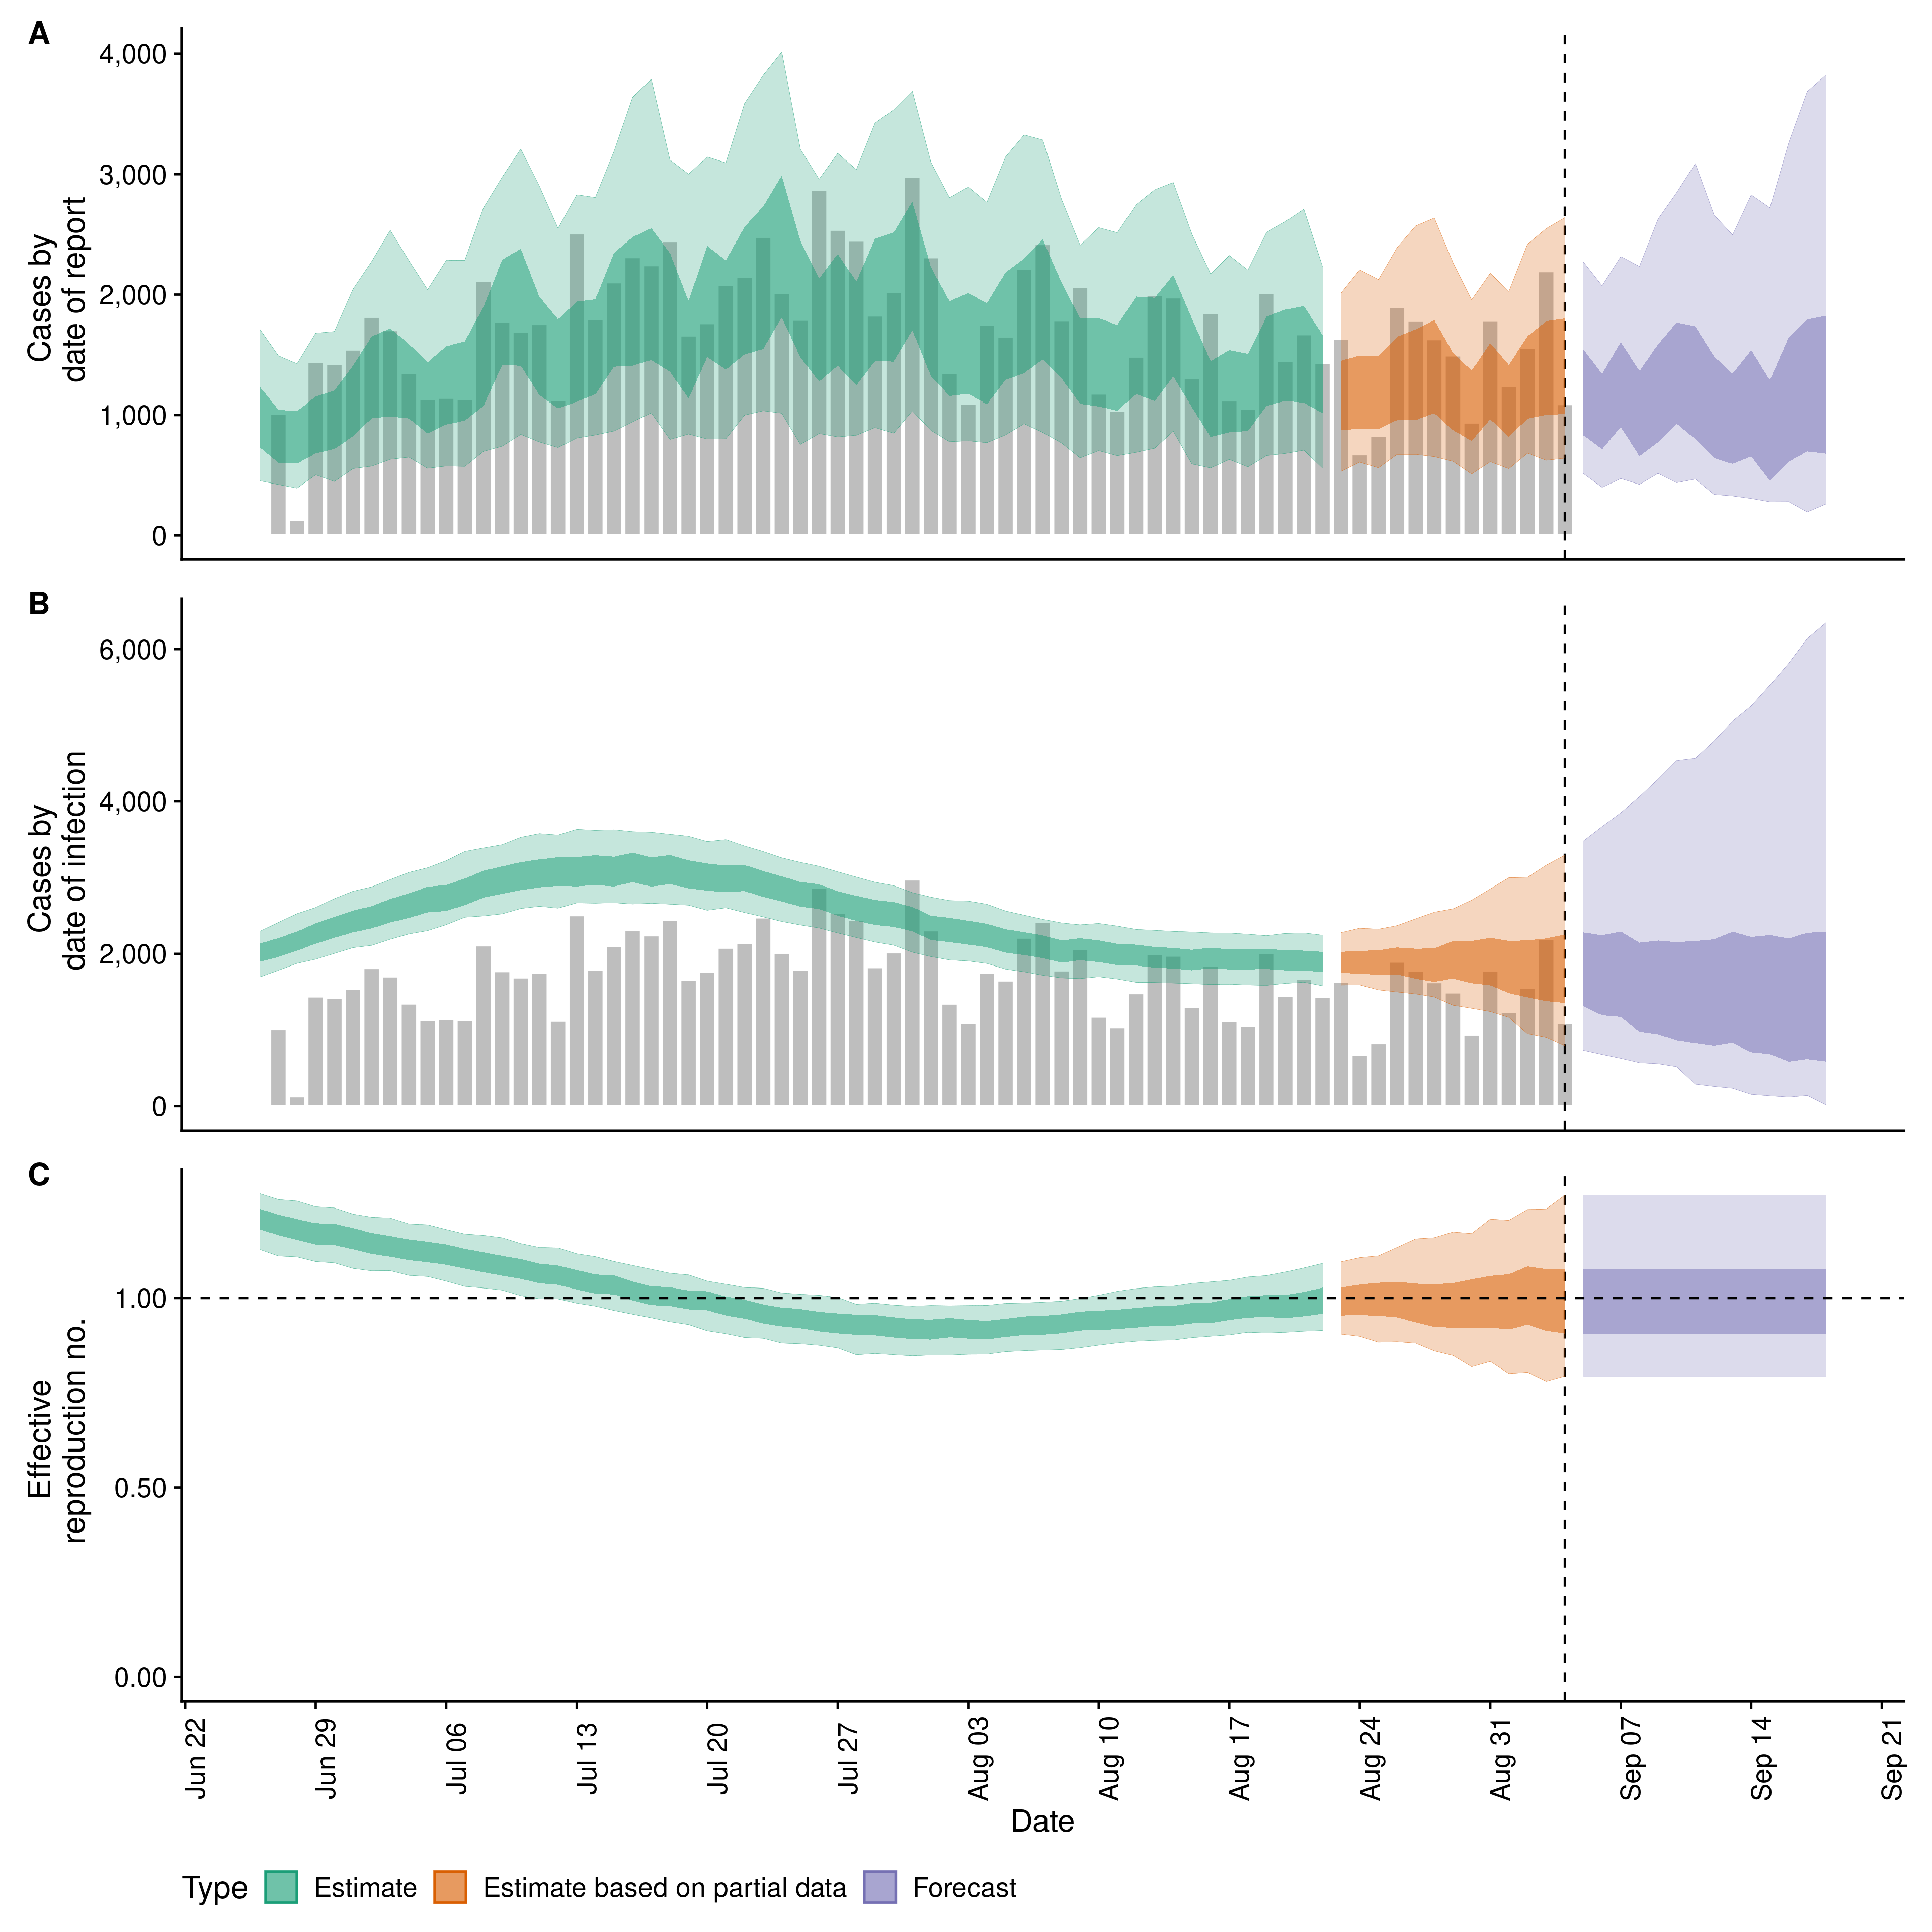 A
Cases by
date of report
4,000
3,000
2,000
1,000
0
B
Cases by
date of infection
6,000
4,000
2,000
0
C
Effective
reproduction no.
1.00
0.50
0.00
Jun 22
Jun 29
Jul 06
Jul 13
Jul 20
Jul 27
Aug 03
Aug 10
Aug 17
Aug 24
Aug 31
Sep 07
Sep 14
Sep 21
Date
Type Estimate Estimate based on partial data Forecast